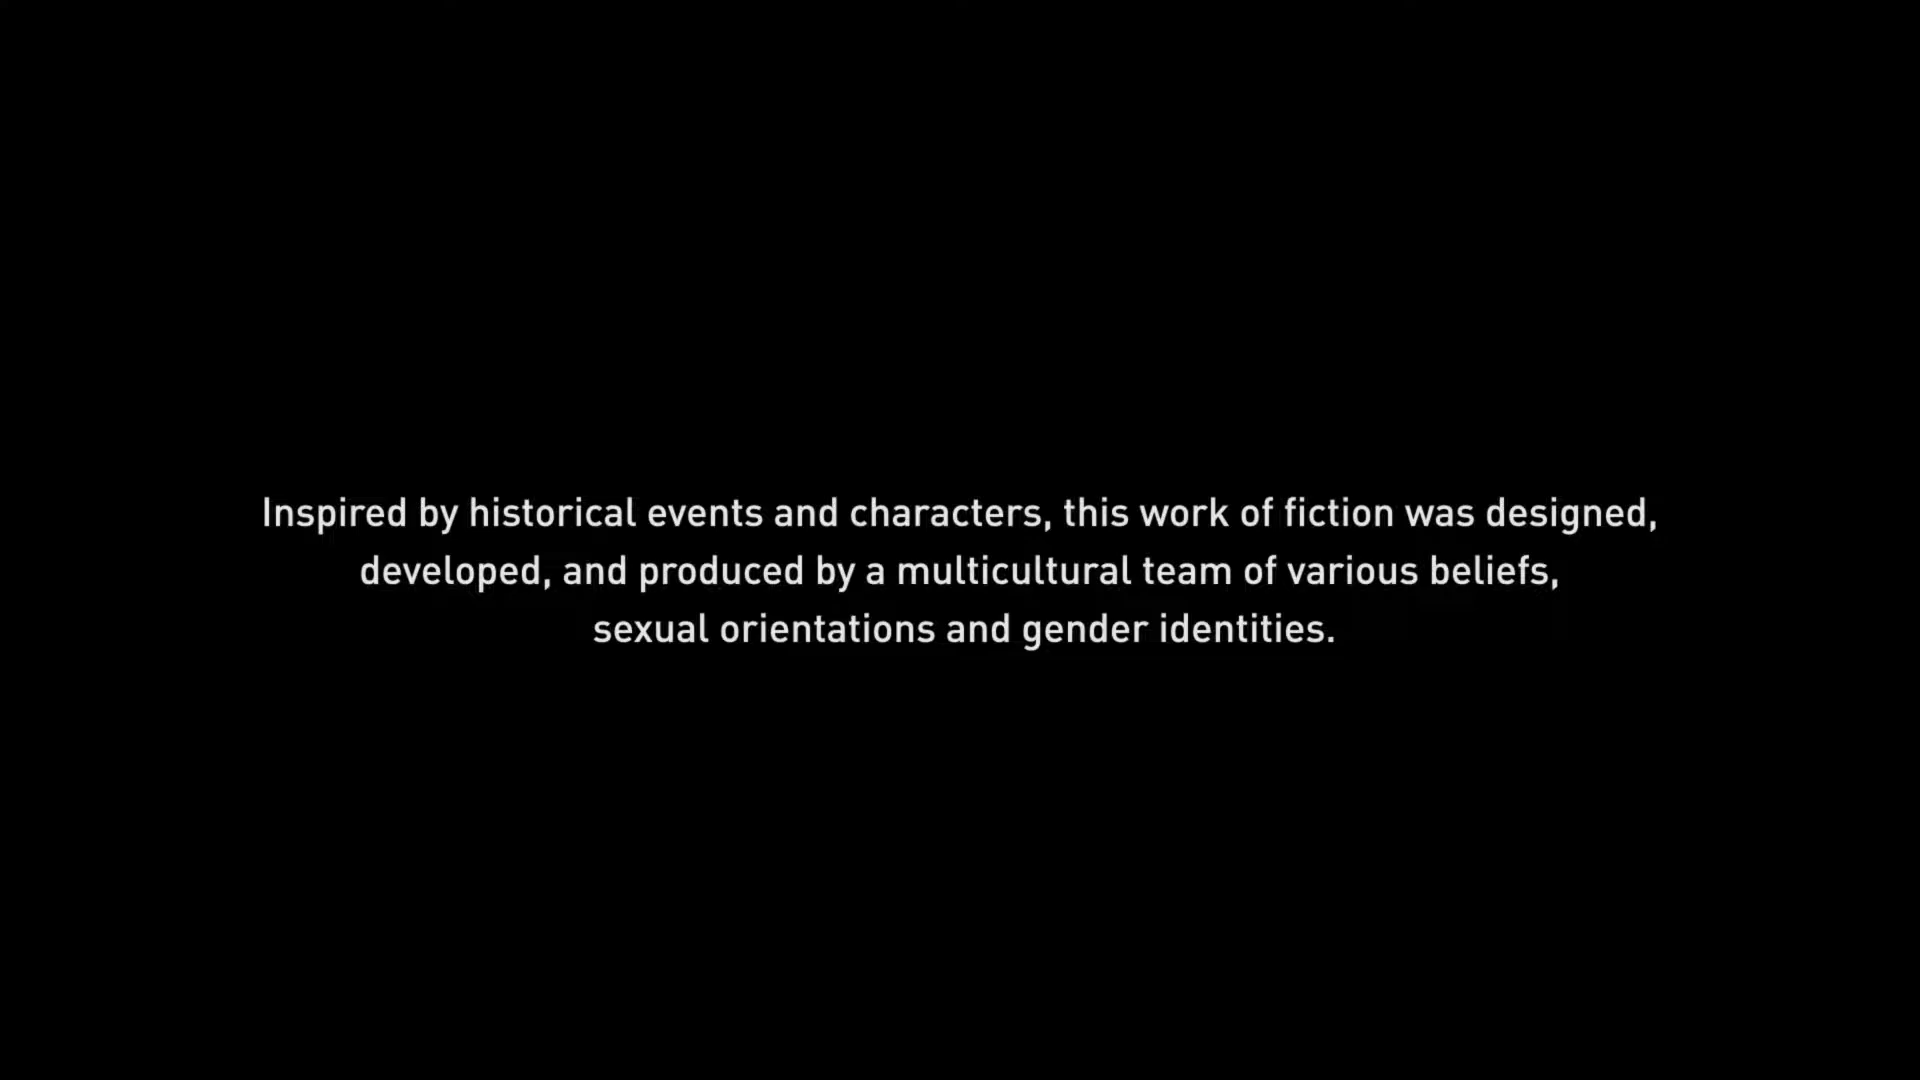 Inspired by historical events and characters, this work of fiction was designed,
developed, and produced by a multicultural team of various beliefs,
sexual orientations and gender identities.